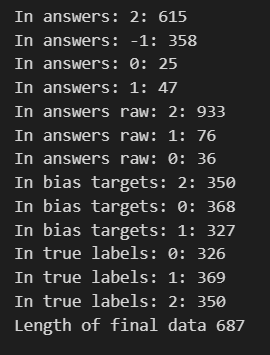 In answers: 2: 615
In answers: -1: 358
In answers: 0: 25
In answers: 1: 47
In answers raw: 2: 933
In answers raw: 1: 76
In answers raw: 0: 36
In bias targets: 2: 350
In bias targets: 0: 368
In bias targets: 1: 327
In true labels: 0: 326
In true labels: 1: 369
In true labels: 2: 350
Length of final data 687